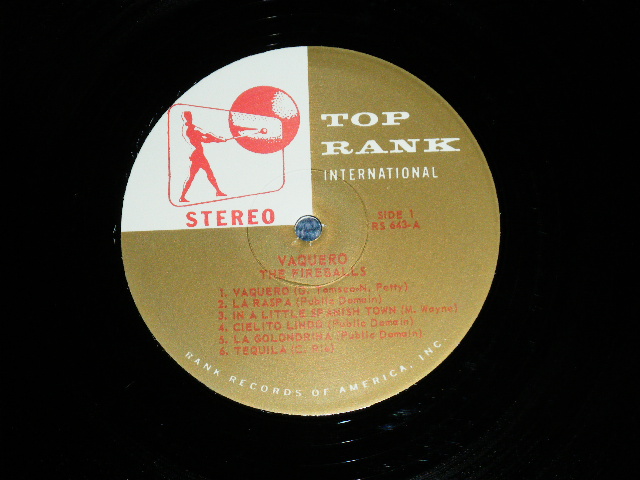 TOP
RANK
INTERNATIONAL
STEREO
SIDE 1
RS 643-A
VAQUERO
THE FIREBALLS
1. VAQUERO (G. Tomsco-N. Petty)
2. LA RASPA (Public Domain)
3. IN A LITTLE SPANISH TOWN (M. Wayne)
4. CIELITO LINDO (Public Domain)
5. LA GOLONDRINA (Public Domain)
6. TEQUILA (C. Rio)
RANK RECORDS OF AMERICA, INC.